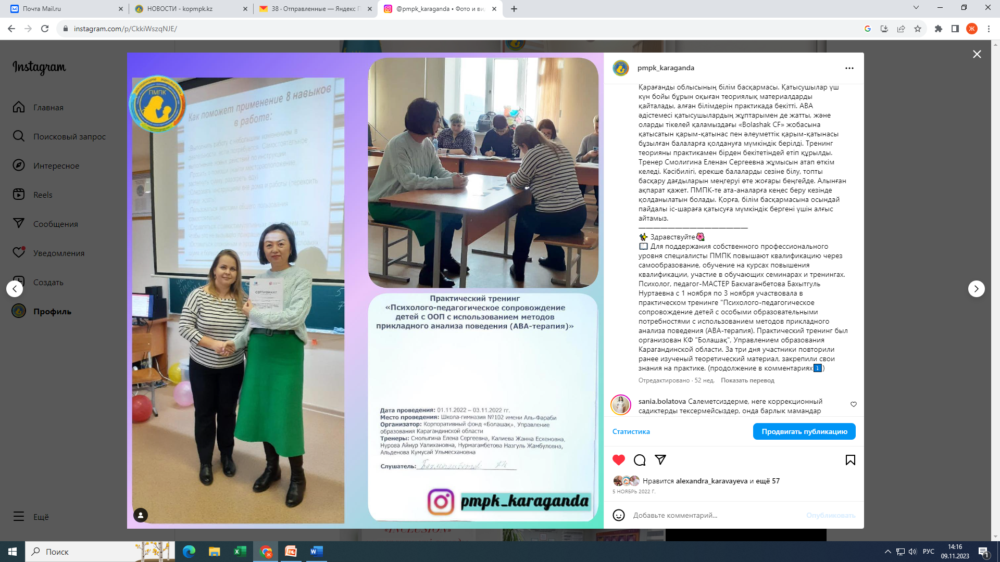 Почта Mail.ru
НОВОСТИ - kopmpk.kz
38 · Отправленные — Яндекс П
@pmpk_karaganda • Фото и ви
instagram.com/p/CkkiWszqNJE/
Ж
Instagram
Главная
Поисковый запрос
Интересное
Reels
Сообщения
Уведомления
Создать
Профиль
Ещё
ПМПК
Как поможет применение 8 навыков
в работе:
СЕРТИФИКАТ
Практический тренинг
«Психолого-педагогическое сопровождение
детей с ООП с использованием методов
прикладного анализа поведения (АВА-терапия)»
Дата проведения: 01.11.2022 – 03.11.2022 гг.
Место проведения: Школа-гимназия №102 имени Аль-Фараби
Организатор: Корпоративный фонд «Болашақ», Управление
образования Карагандинской области
Тренеры: Смолыгина Елена Сергеевна, Калиева Жанна Ескеновна,
Нурова Айнур Уалихановна, Нурмагамбетова Назгуль Жамбуловна,
Альденова Кумусай Ульмесхановна
Слушатель:
pmpk_karaganda
pmpk_karaganda
Қарағанды облысының білім басқармасы. Қатысушылар үш
күн бойы бұрын оқыған теориялық материалдарды
қайталады, алған білімдерін практикада бекітті. АВА
әдістемесі қатысушылардың жұптарымен де жатты, және
оларды тікелей қаламыздағы «Bolashak CF» жобасына
қатысатын қарым-қатынас пен әлеуметтік қарым-қатынасы
бұзылған балаларға қолдануға мүмкіндік берілді. Тренинг
теорияны практикамен бірден бекітетіндей етіп құрылды.
Тренер Смолигина Еленан Сергеевна жұмысын атап өткім
келеді. Кәсібилігі, ерекше балаларды сезіне білу, топты
басқару дағдыларын меңгеруі өте жоғары беңгейде. Алынған
ақпарат қажет. ПМПК-те ата-аналарға кеңес беру кезінде
қолданылатын болады. Қорға, білім басқармасына осындай
пайдалы іс-шараға қатысуға мүмкіндік бергені үшін алғыс
айтамыз.
——————————————
✨ Здравствуйте🌺
📖 Для поддержания собственного профессионального
уровня специалисты ПМПК повышают квалификацию через
самообразование, обучение на курсах повышения
квалификации, участие в обучающих семинарах и тренингах.
Психолог, педагог-МАСТЕР Бакмаганбетова Бахытгуль
Нуртаевна с 1 ноября по 3 ноября участвовала в
практическом тренинге "Психолого-педагогическое
сопровождение детей с особыми образовательными
потребностями с использованием методов прикладного
анализа поведения (АВА-терапия). Практический тренинг был
организован КФ "Болашақ", Управлением образования
Карагандинской области. За три дня участники повторили
ранее изученый теоретический материал, закрепили свои
знания на практике. (продолжение в комментариях⤵️)
Отредактировано · 52 нед. Показать перевод
sania.bolatova Салеметсиздерме, неге коррекционный
садиктерды тексермейсыздер, онда барлык мамандар
Статистика
Продвигать публикацию
Нравится alexandra_karavayeva и ещё 57
5 НОЯБРЬ 2022 Г.
Добавьте комментарий...
Опубликовать
«INCLUSION»
Поиск
РУС
14:16
09.11.2023
1